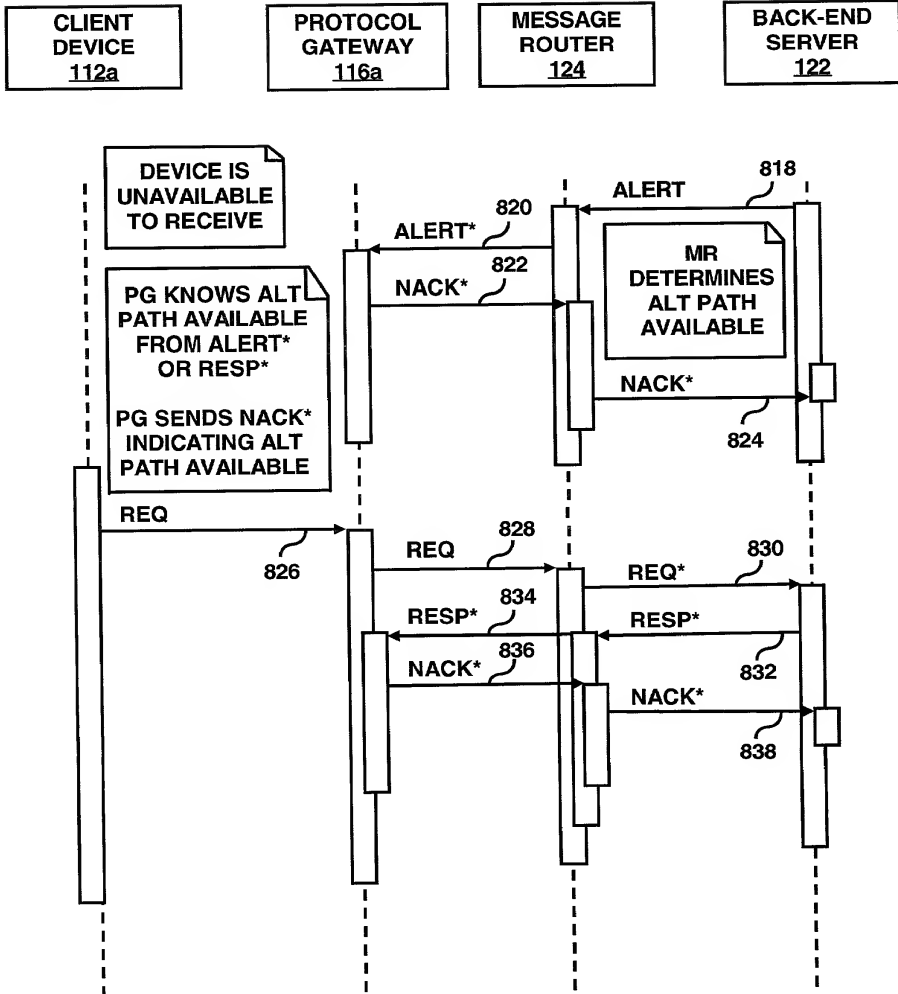 CLIENT
DEVICE
112a
PROTOCOL
GATEWAY
116a
MESSAGE
ROUTER
124
BACK-END
SERVER
122
DEVICE IS
UNAVAILABLE
TO RECEIVE
ALERT
818
ALERT*
820
NACK*
822
MR
DETERMINES
ALT PATH
AVAILABLE
PG KNOWS ALT
PATH AVAILABLE
FROM ALERT*
OR RESP*
PG SENDS NACK*
INDICATING ALT
PATH AVAILABLE
NACK*
824
REQ
826
REQ
828
REQ*
830
RESP*
834
RESP*
832
NACK*
836
NACK*
838